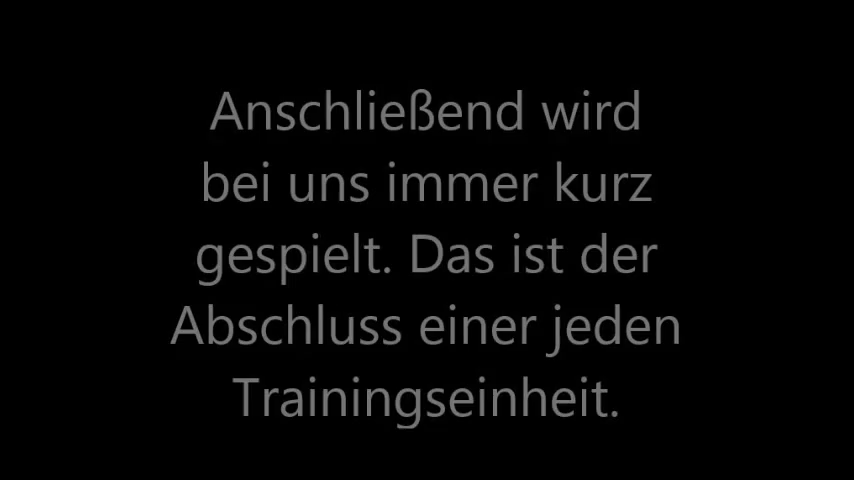 Anschließend wird
bei uns immer kurz
gespielt. Das ist der
Abschluss einer jeden
Trainingseinheit.